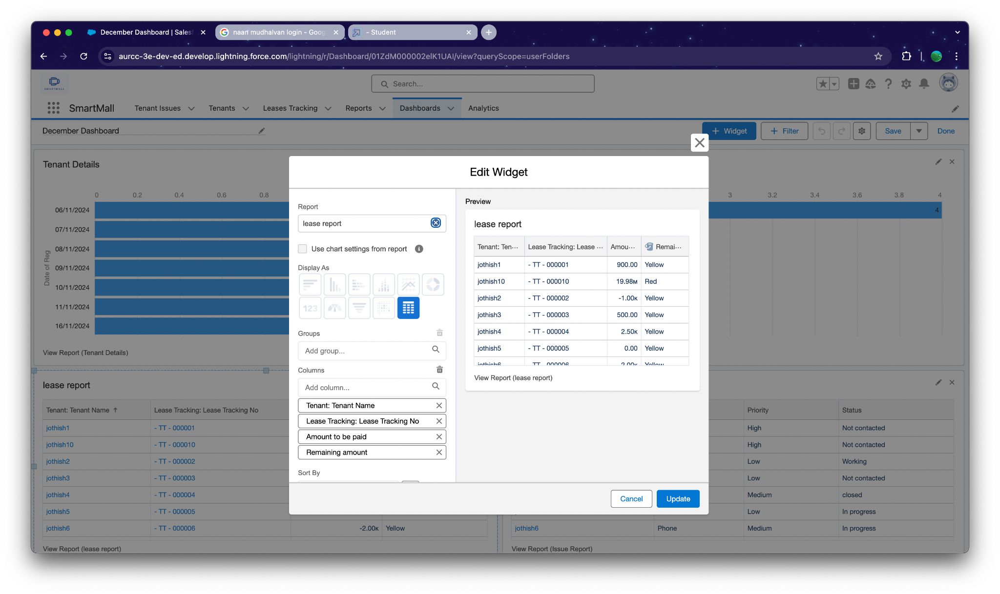 December Dashboard | Sales
naan mudhalvan login - Goog
- Student
aurcc-3e-dev-ed.develop.lightning.force.com/lightning/r/Dashboard/01ZdM000002elK1UAI/view?queryScope=userFolders
SMARTMALL
Search...
SmartMall
Tenant Issues
Tenants
Leases Tracking
Reports
Dashboards
Analytics
December Dashboard
+ Widget
+ Filter
Save
Done
Tenant Details
0 0.2 0.4 0.6 0.8
3 3.2 3.4 3.6 3.8 4
Date of Reg
06/11/2024
4
07/11/2024
08/11/2024
09/11/2024
10/11/2024
11/11/2024
16/11/2024
View Report (Tenant Details)
lease report
Tenant: Tenant Name ↑ Lease Tracking: Lease Tracking No
jothish1 - TT - 000001
jothish10 - TT - 000010
jothish2 - TT - 000002
jothish3 - TT - 000003
jothish4 - TT - 000004
jothish5 - TT - 000005
jothish6 - TT - 000006 -2.00K Yellow
View Report (lease report)
Priority Status
High Not contacted
High Not contacted
Low Working
Low Not contacted
Medium closed
Low In progress
jothish6 Phone Medium In progress
View Report (Issue Report)
Edit Widget
Report
lease report
Use chart settings from report
Display As
123
Groups
Add group...
Columns
Add column...
Tenant: Tenant Name
Lease Tracking: Lease Tracking No
Amount to be paid
Remaining amount
Sort By
Preview
lease report
Tenant: Ten... Lease Tracking: Lease ... Amou... Remai...
jothish1 - TT - 000001 900.00 Yellow
jothish10 - TT - 000010 19.98M Red
jothish2 - TT - 000002 -1.00K Yellow
jothish3 - TT - 000003 500.00 Yellow
jothish4 - TT - 000004 2.50K Yellow
jothish5 - TT - 000005 0.00 Yellow
jothish6 - TT - 000006 -2.00K Yellow
View Report (lease report)
Cancel
Update